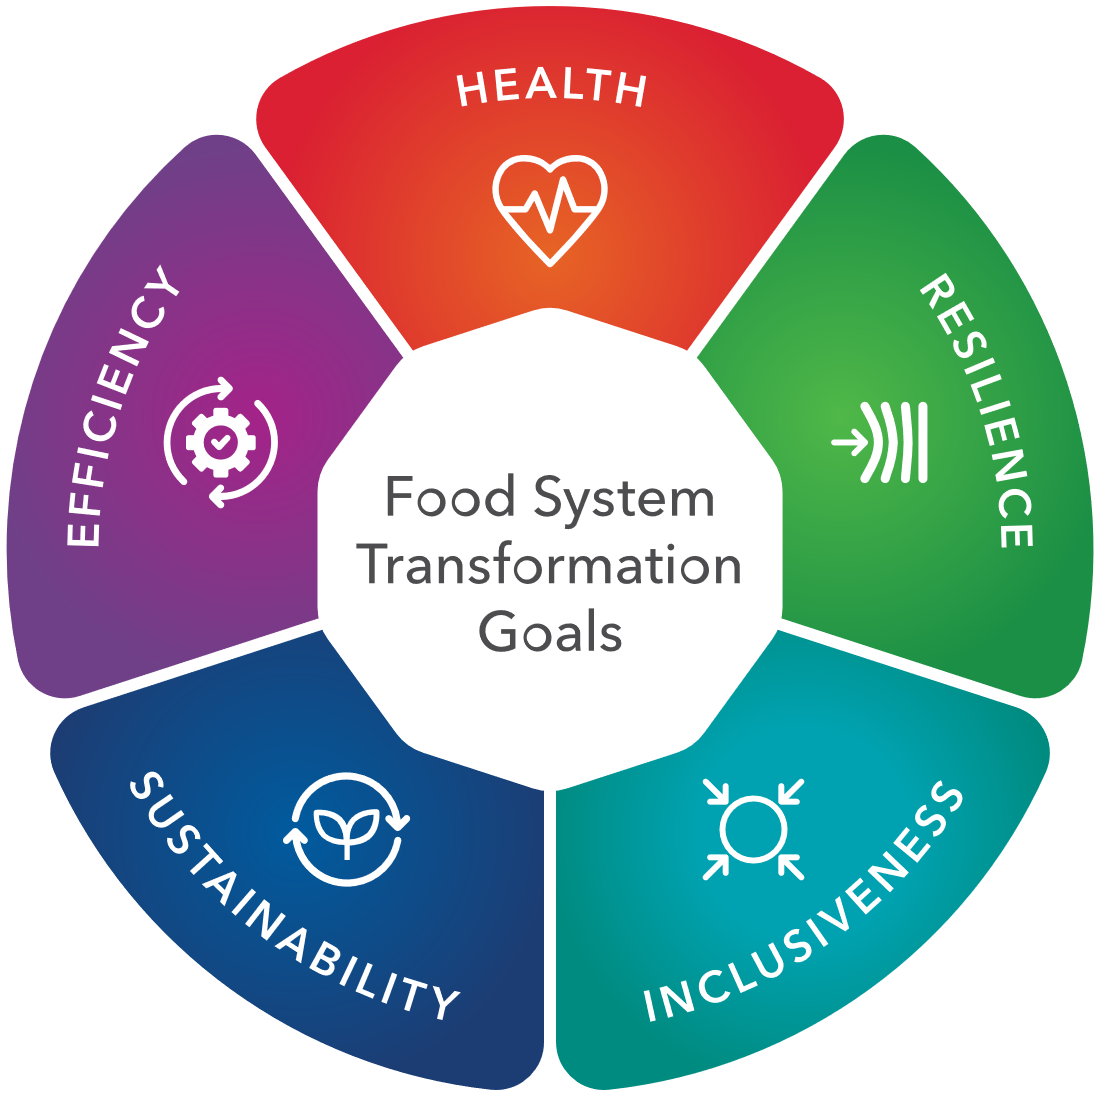 HEALTH
RESILIENCE
INCLUSIVENESS
SUSTAINABILITY
EFFICIENCY
Food System
Transformation
Goals